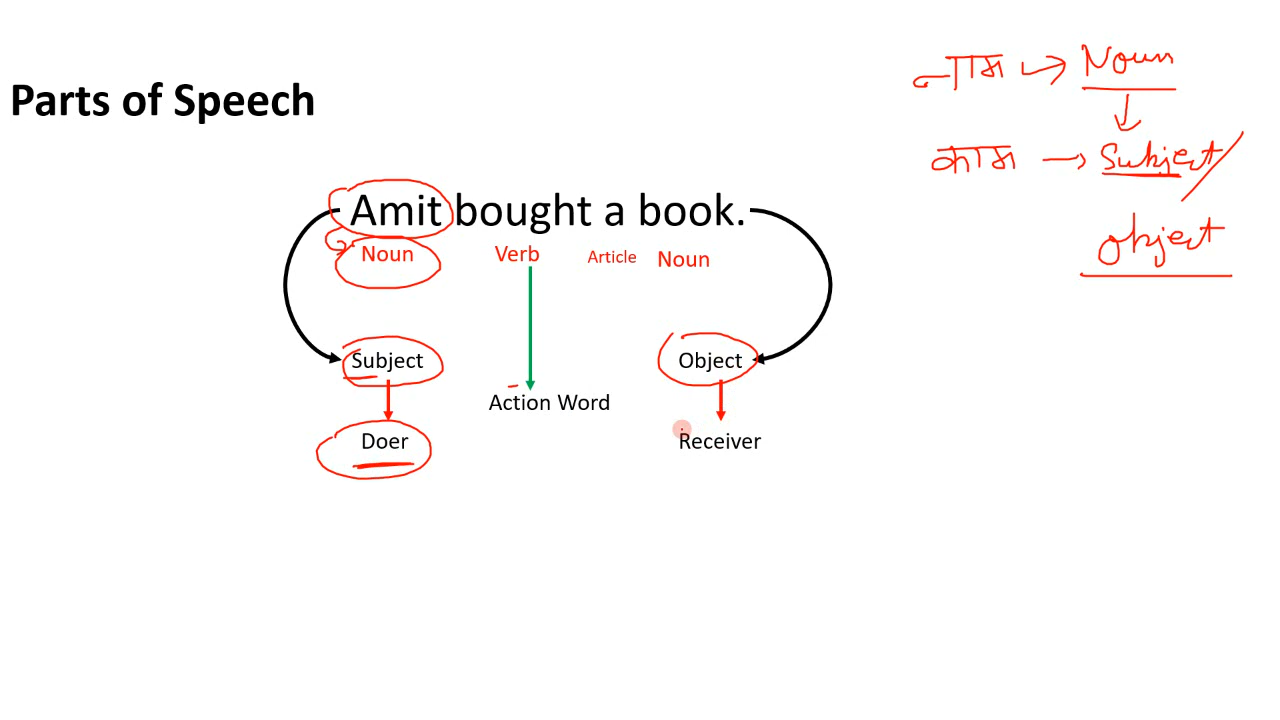 Parts of Speech
नाम → Noun
काम → Subject/
object
Amit bought a book.
Noun Verb Article Noun
Subject Object
Action Word
Doer Receiver